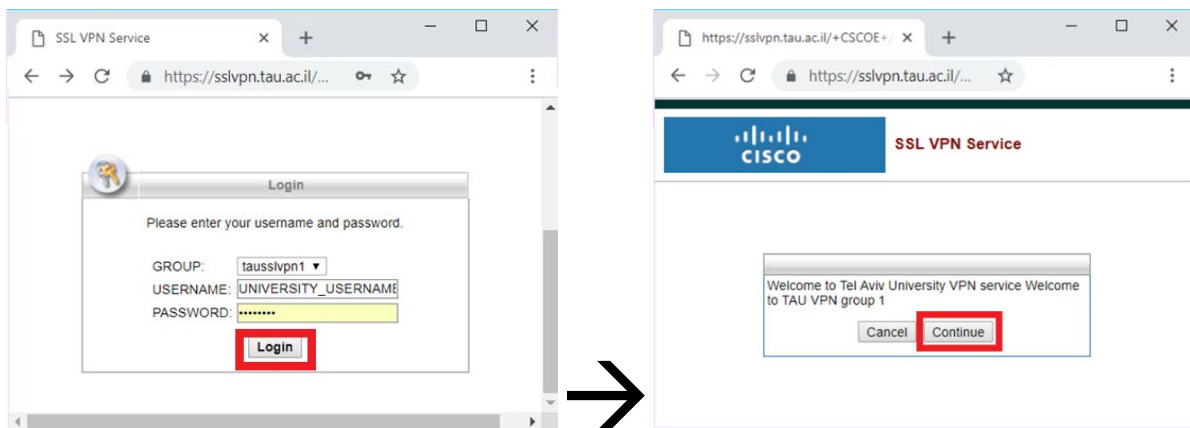 SSL VPN Service
https://sslvpn.tau.ac.il/...
Login
Please enter your username and password.
GROUP: tausslvpn1
USERNAME: UNIVERSITY_USERNAME
PASSWORD: ••••••••
Login
https://sslvpn.tau.ac.il/+CSCOE+/
https://sslvpn.tau.ac.il/...
CISCO
SSL VPN Service
Welcome to Tel Aviv University VPN service Welcome
to TAU VPN group 1
Cancel Continue